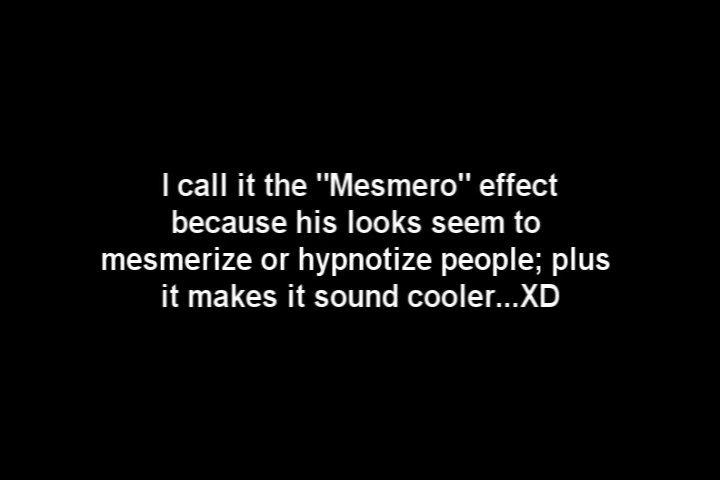 I call it the "Mesmero" effect
because his looks seem to
mesmerize or hypnotize people; plus
it makes it sound cooler...XD